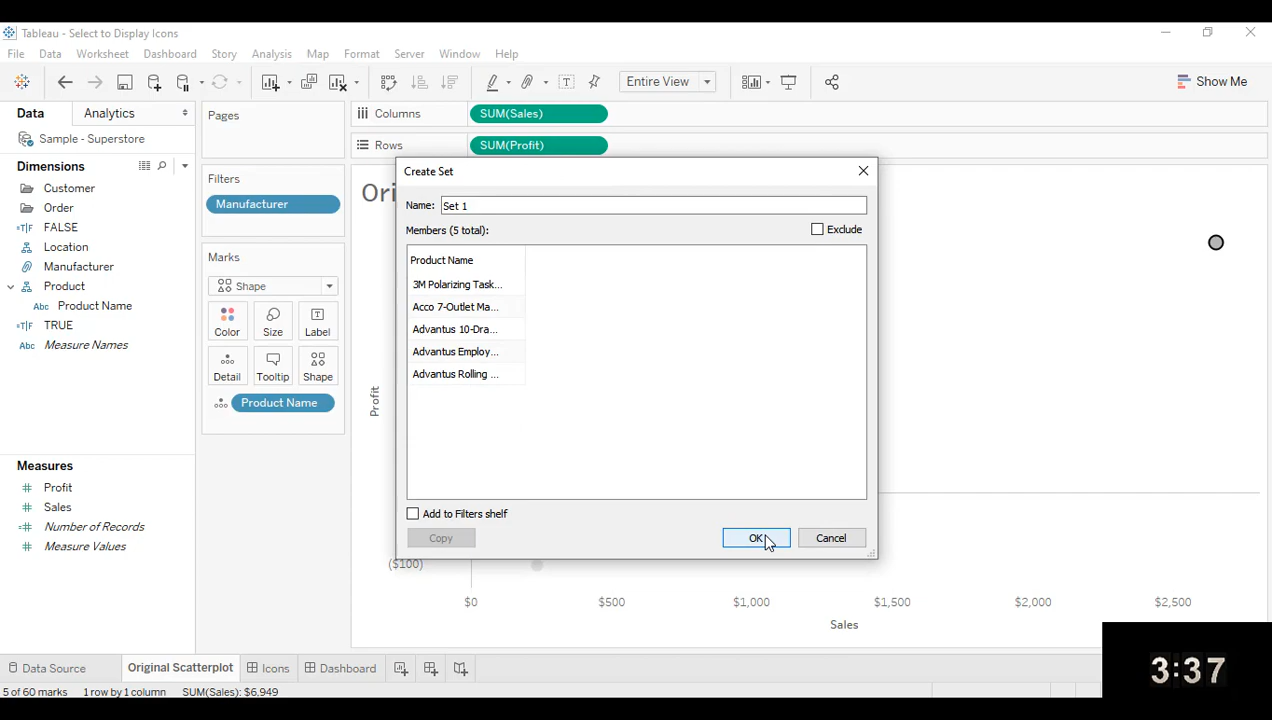 Tableau - Select to Display Icons
File Data Worksheet Dashboard Story Analysis Map Format Server Window Help
Entire View
Show Me
Data Analytics
Sample - Superstore
Dimensions
Customer
Order
FALSE
Location
Manufacturer
Product
Abc Product Name
TRUE
Abc Measure Names
Measures
Profit
Sales
Number of Records
Measure Values
Pages
Filters
Manufacturer
Marks
Shape
Color Size Label
Detail Tooltip Shape
Product Name
Columns SUM(Sales)
Rows SUM(Profit)
Ori
Create Set
Name: Set 1
Members (5 total): Exclude
Product Name
3M Polarizing Task...
Acco 7-Outlet Ma...
Advantus 10-Dra...
Advantus Employ...
Advantus Rolling ...
Add to Filters shelf
Copy OK Cancel
Profit
($100)
$0 $500 $1,000 $1,500 $2,000 $2,500
Sales
Data Source Original Scatterplot Icons Dashboard
5 of 60 marks 1 row by 1 column SUM(Sales): $6,949
3:37